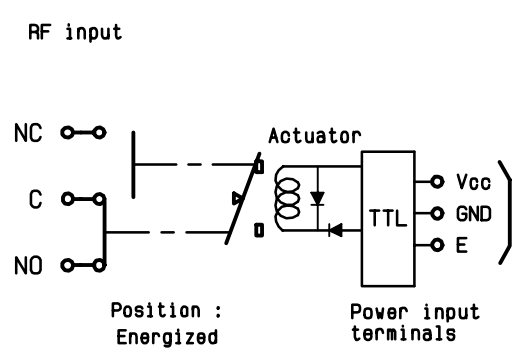 RF input
NC
C
NO
Actuator
TTL
Vcc
GND
E
Position :
Energized
Power input
terminals